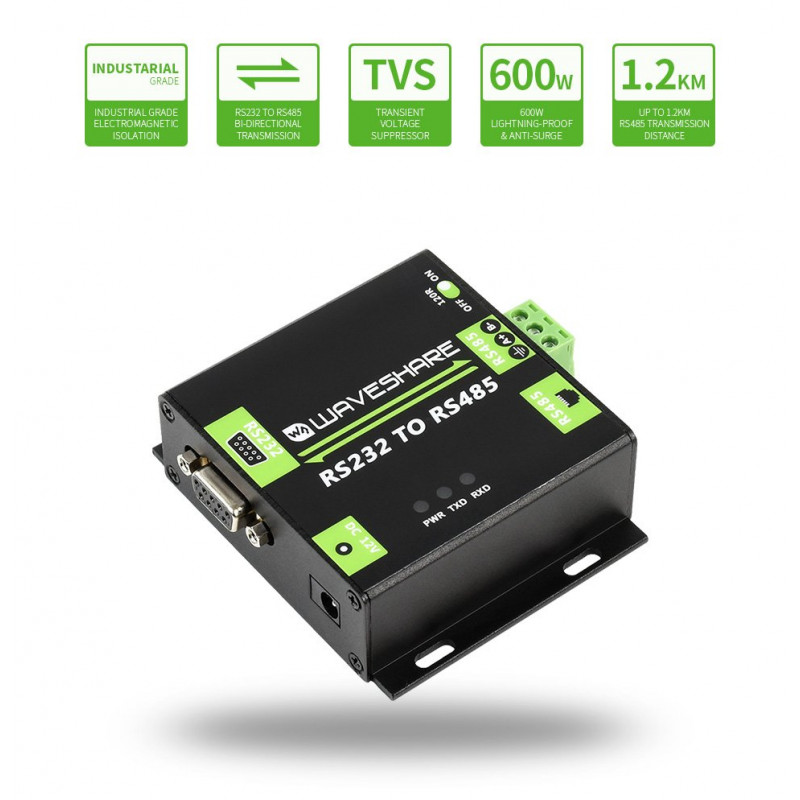 INDUSTARIAL
GRADE
INDUSTRIAL GRADE
ELECTROMAGNETIC
ISOLATION
RS232 TO RS485
BI-DIRECTIONAL
TRANSMISSION
TVS
TRANSIENT
VOLTAGE
SUPPRESSOR
600W
600W
LIGHTNING-PROOF
& ANTI-SURGE
1.2KM
UP TO 1.2KM
RS485 TRANSMISSION
DISTANCE
ON
OFF
120R
RS485
A+
B-
RS485
WAVESHARE
RS232 TO RS485
RS232
PWR TXD RXD
DC 12V